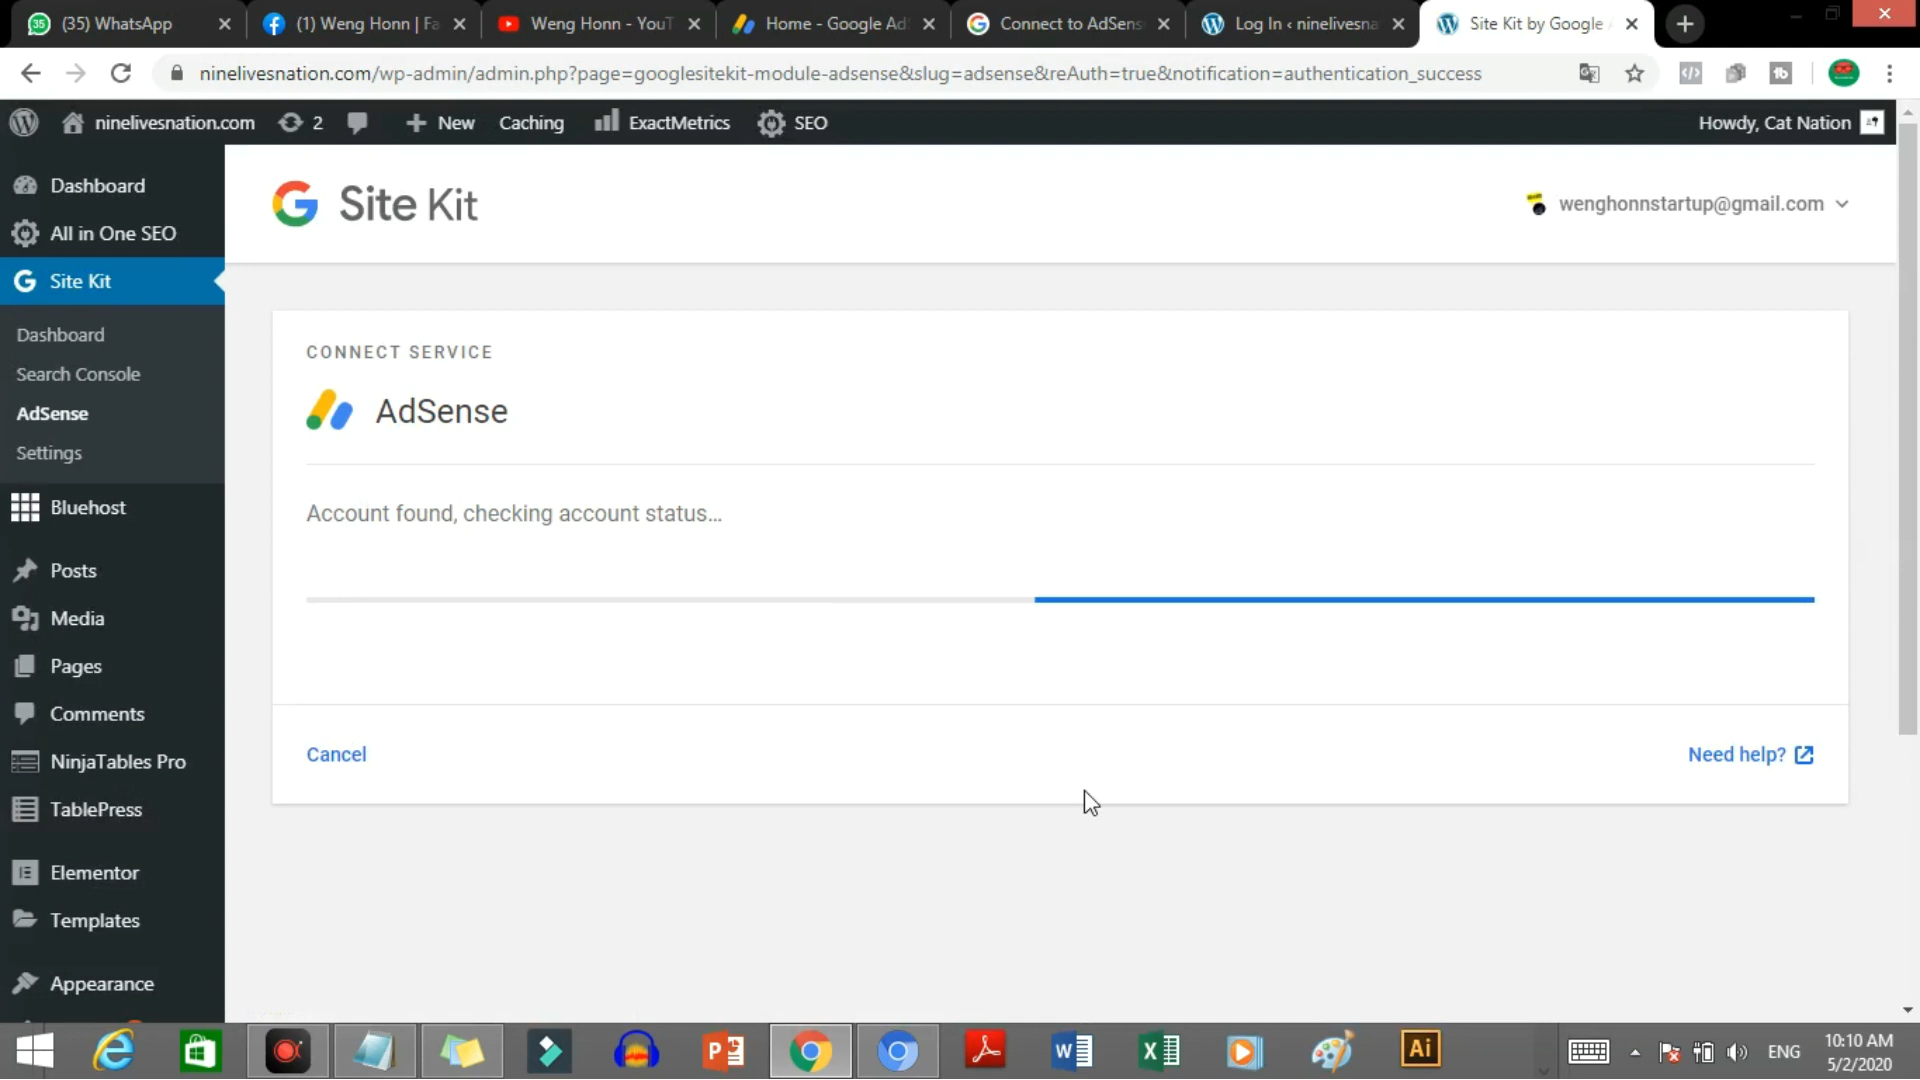 (35) WhatsApp
(1) Weng Honn | Fa
Weng Honn - YouT
Home - Google Ad
Connect to AdSens
Log In ‹ ninelivesna
Site Kit by Google
ninelivesnation.com/wp-admin/admin.php?page=googlesitekit-module-adsense&slug=adsense&reAuth=true&notification=authentication_success
ninelivesnation.com
2
New
Caching
ExactMetrics
SEO
Howdy, Cat Nation
Dashboard
All in One SEO
Site Kit
Dashboard
Search Console
AdSense
Settings
Bluehost
Posts
Media
Pages
Comments
NinjaTables Pro
TablePress
Elementor
Templates
Appearance
Site Kit
wenghonnstartup@gmail.com
CONNECT SERVICE
AdSense
Account found, checking account status...
Cancel
Need help?
Ai
ENG
10:10 AM
5/2/2020